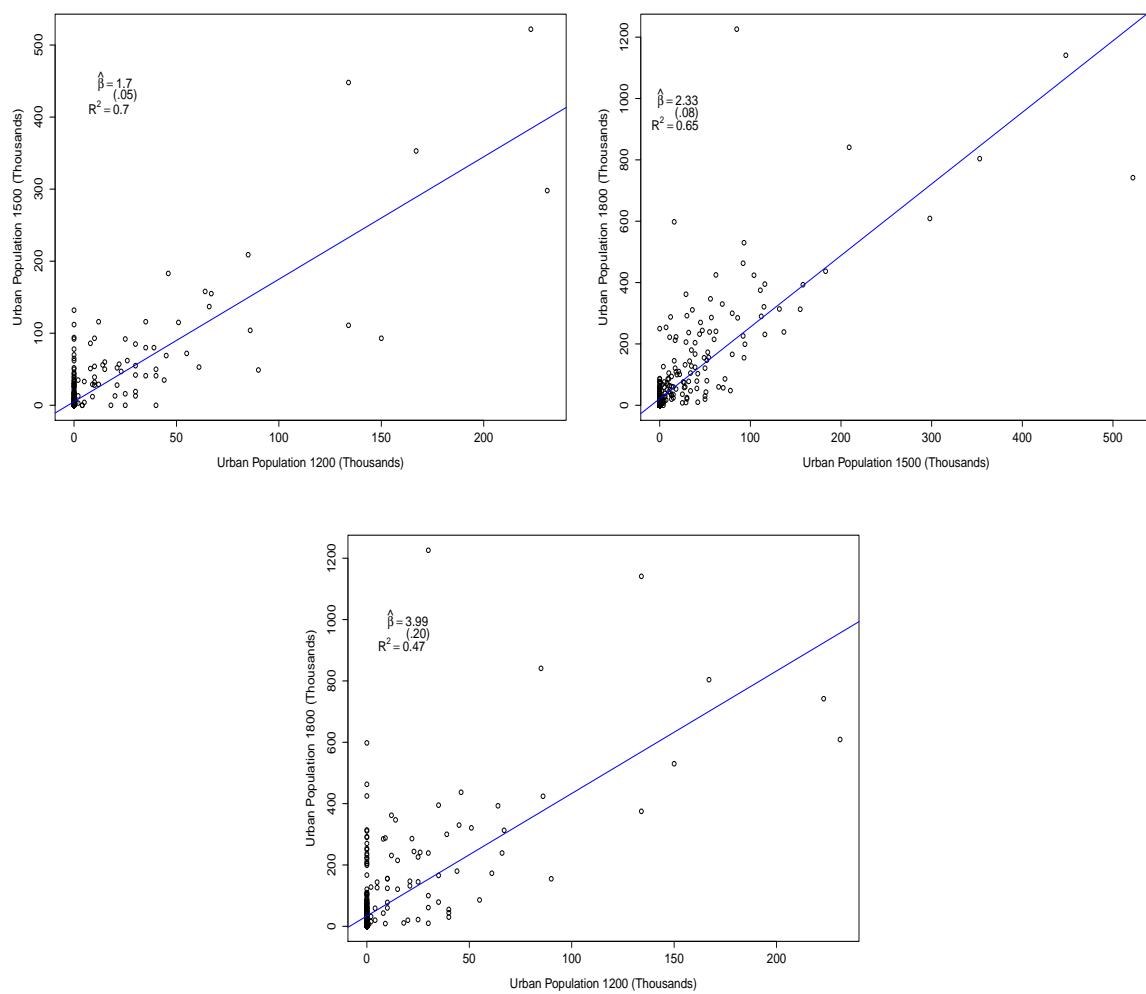 β̂ = 1.7
(.05)
R² = 0.7
500
400
300
200
100
0
Urban Population 1500 (Thousands)
0 50 100 150 200
Urban Population 1200 (Thousands)
β̂ = 2.33
(.08)
R² = 0.65
1200
1000
800
600
400
200
0
Urban Population 1800 (Thousands)
0 100 200 300 400 500
Urban Population 1500 (Thousands)
β̂ = 3.99
(.20)
R² = 0.47
1200
1000
800
600
400
200
0
Urban Population 1800 (Thousands)
0 50 100 150 200
Urban Population 1200 (Thousands)